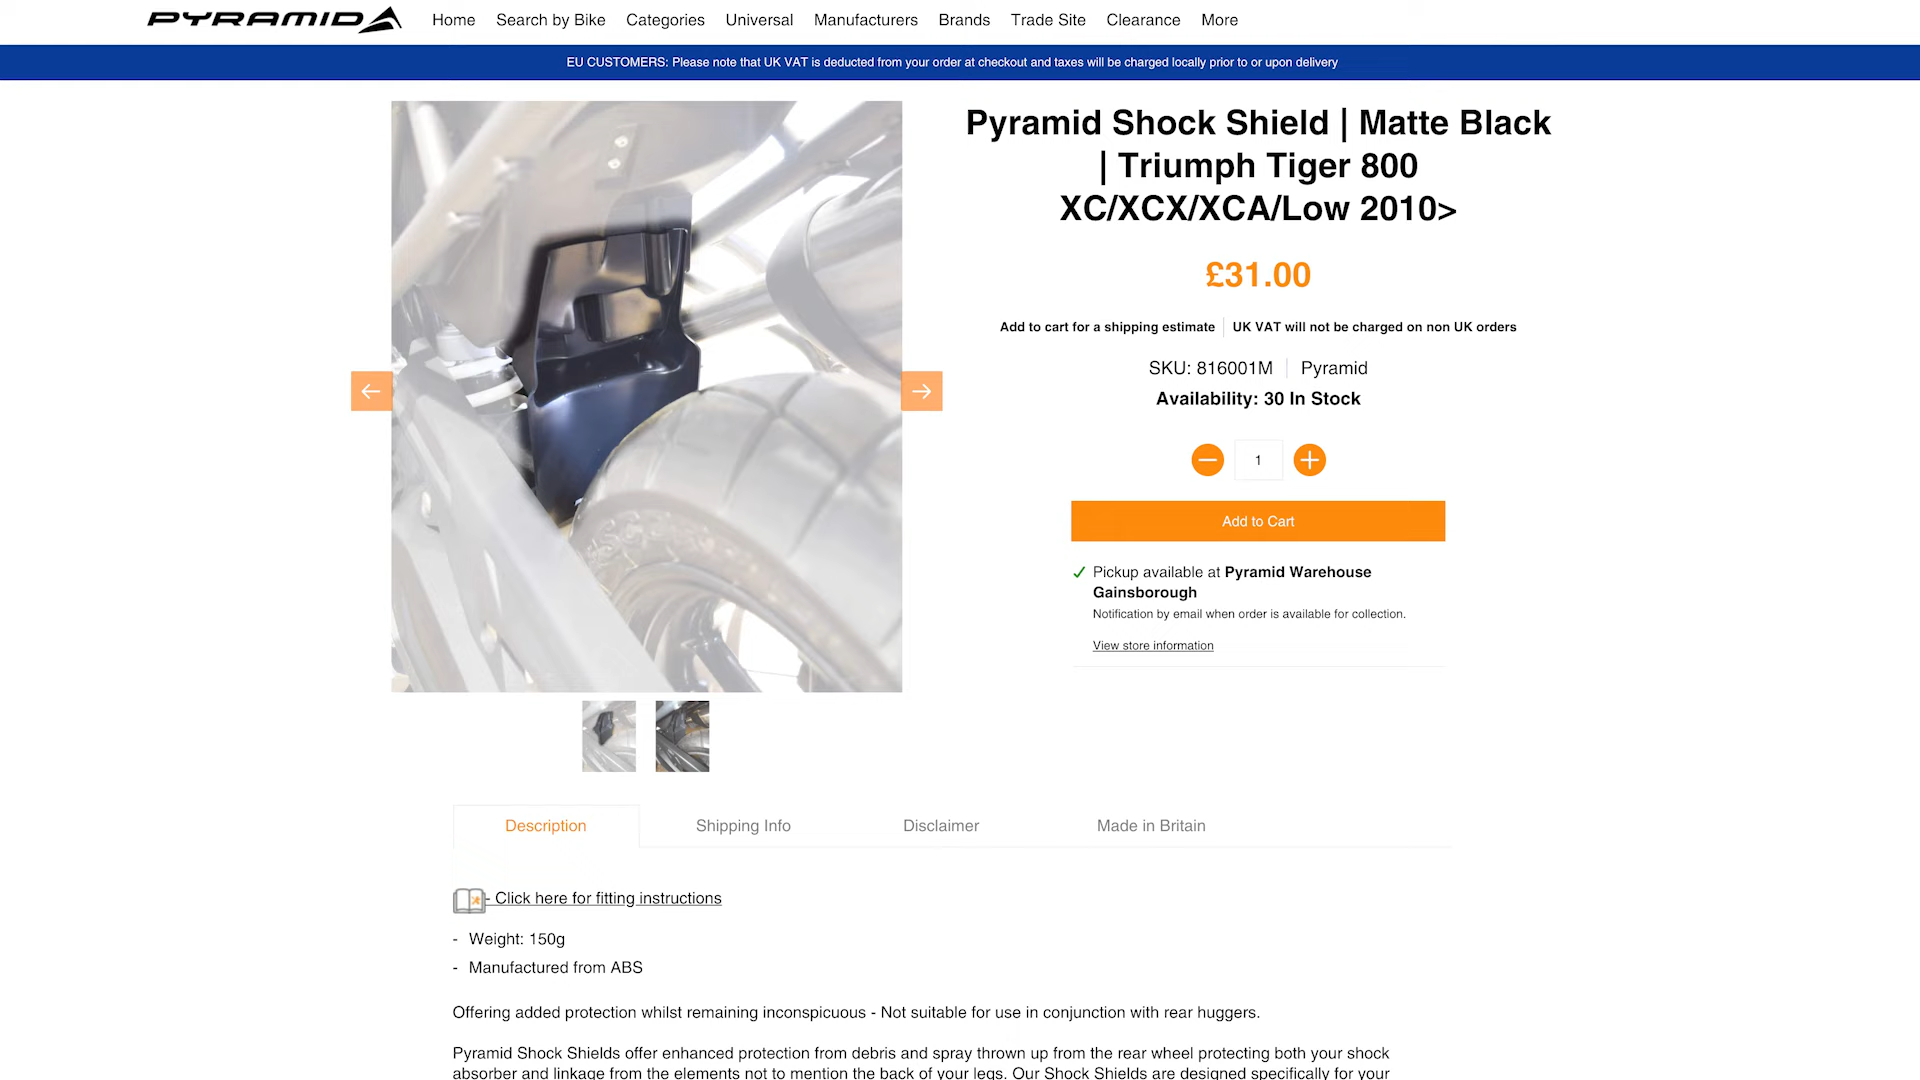 PYRAMID
Home Search by Bike Categories Universal Manufacturers Brands Trade Site Clearance More
EU CUSTOMERS: Please note that UK VAT is deducted from your order at checkout and taxes will be charged locally prior to or upon delivery
Pyramid Shock Shield | Matte Black
| Triumph Tiger 800
XC/XCX/XCA/Low 2010>
£31.00
Add to cart for a shipping estimate UK VAT will not be charged on non UK orders
SKU: 816001M Pyramid
Availability: 30 In Stock
1
Add to Cart
Pickup available at Pyramid Warehouse
Gainsborough
Notification by email when order is available for collection.
View store information
Description Shipping Info Disclaimer Made in Britain
- Click here for fitting instructions
- Weight: 150g
- Manufactured from ABS
Offering added protection whilst remaining inconspicuous - Not suitable for use in conjunction with rear huggers.
Pyramid Shock Shields offer enhanced protection from debris and spray thrown up from the rear wheel protecting both your shock
absorber and linkage from the elements not to mention the back of your legs. Our Shock Shields are designed specifically for your